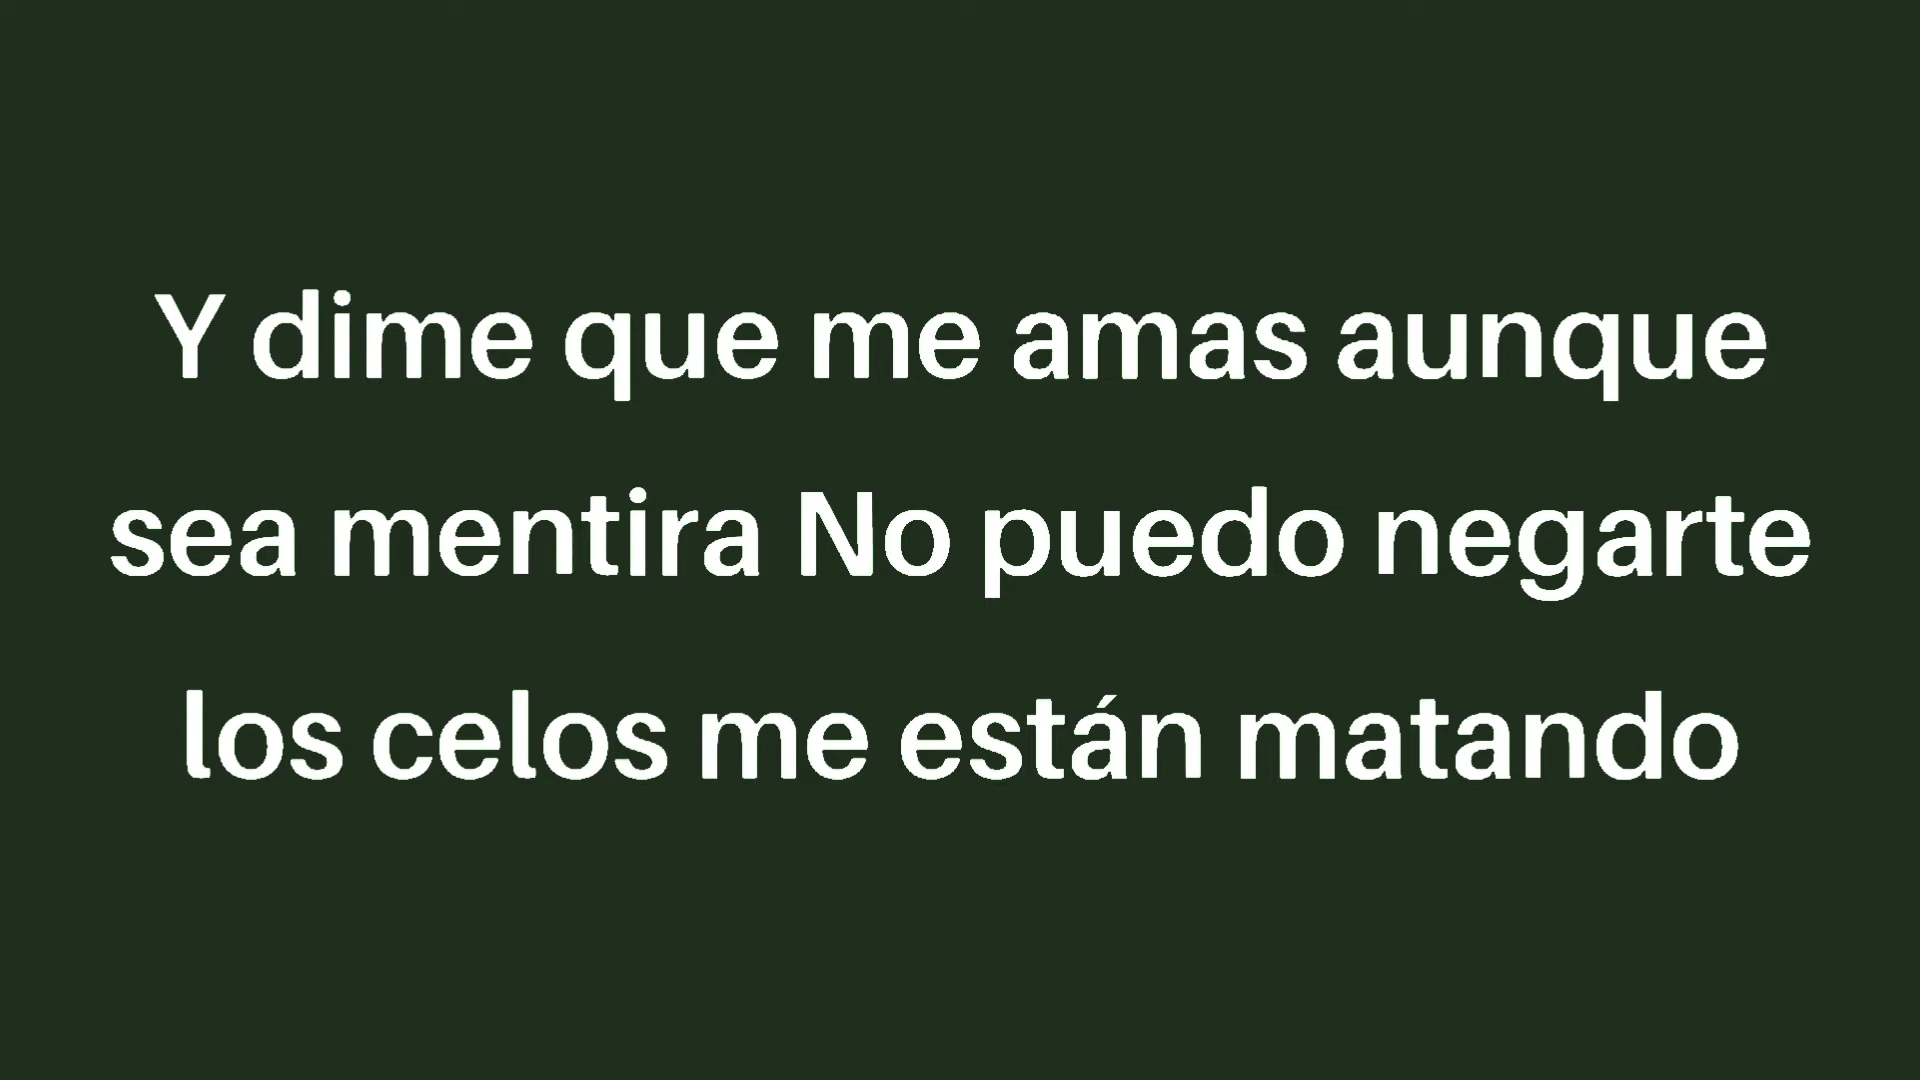 Y dime que me amas aunque
sea mentira No puedo negarte
los celos me están matando